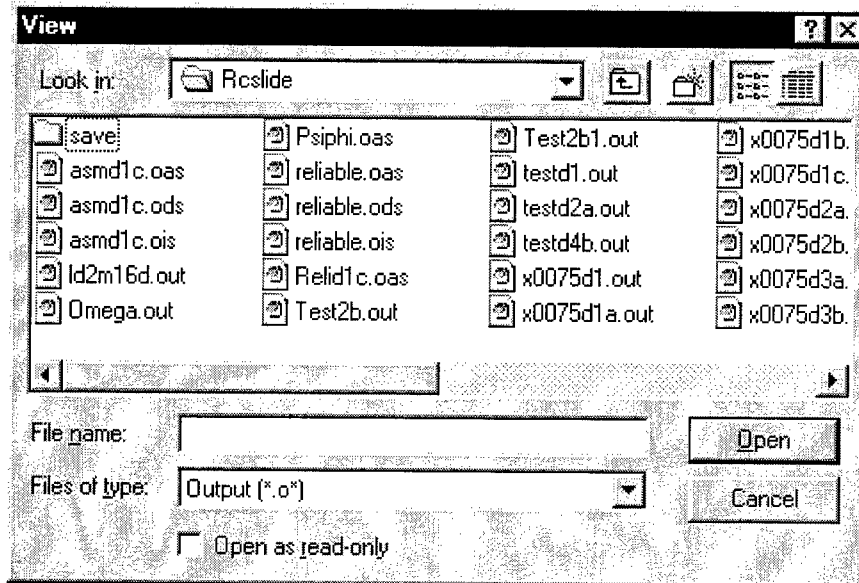 View
Look in: Rcslide
save Psiphi.oas Test2b1.out x0075d1b.
asmd1c.oas reliable.oas testd1.out x0075d1c.
asmd1c.ods reliable.ods testd2a.out x0075d2a.
asmd1c.ois reliable.ois testd4b.out x0075d2b.
ld2m16d.out Relid1c.oas x0075d1.out x0075d3a.
Omega.out Test2b.out x0075d1a.out x0075d3b.
File name: Open
Files of type: Output (*.o*) Cancel
Open as read-only